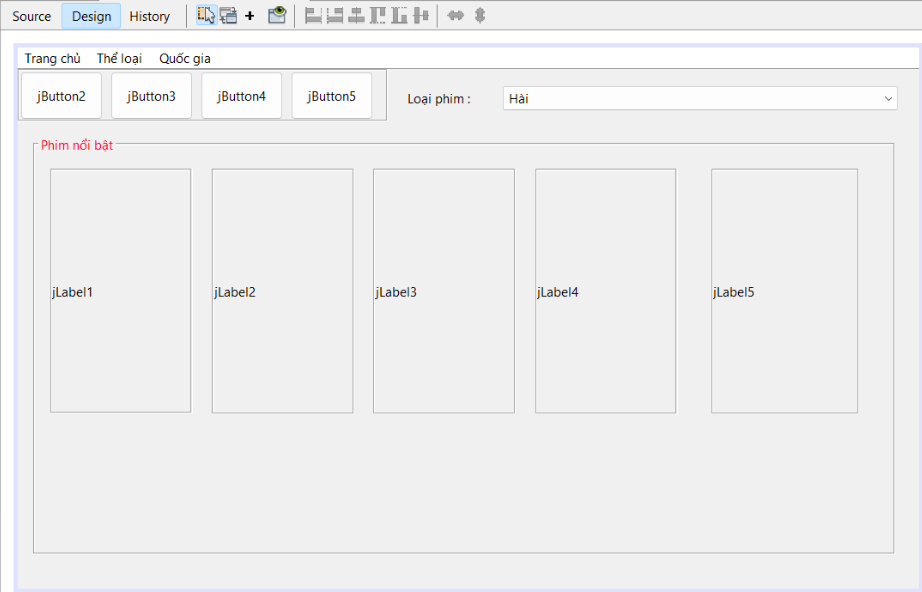 Source Design History
Trang chủ Thể loại Quốc gia
jButton2 jButton3 jButton4 jButton5 Loại phim : Hài
Phim nổi bật
jLabel1 jLabel2 jLabel3 jLabel4 jLabel5